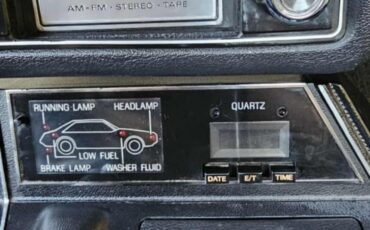 AM-FM-STEREO-TAPE
RUNNING LAMP HEADLAMP
QUARTZ
LOW FUEL
BRAKE LAMP WASHER FLUID
DATE E/T TIME